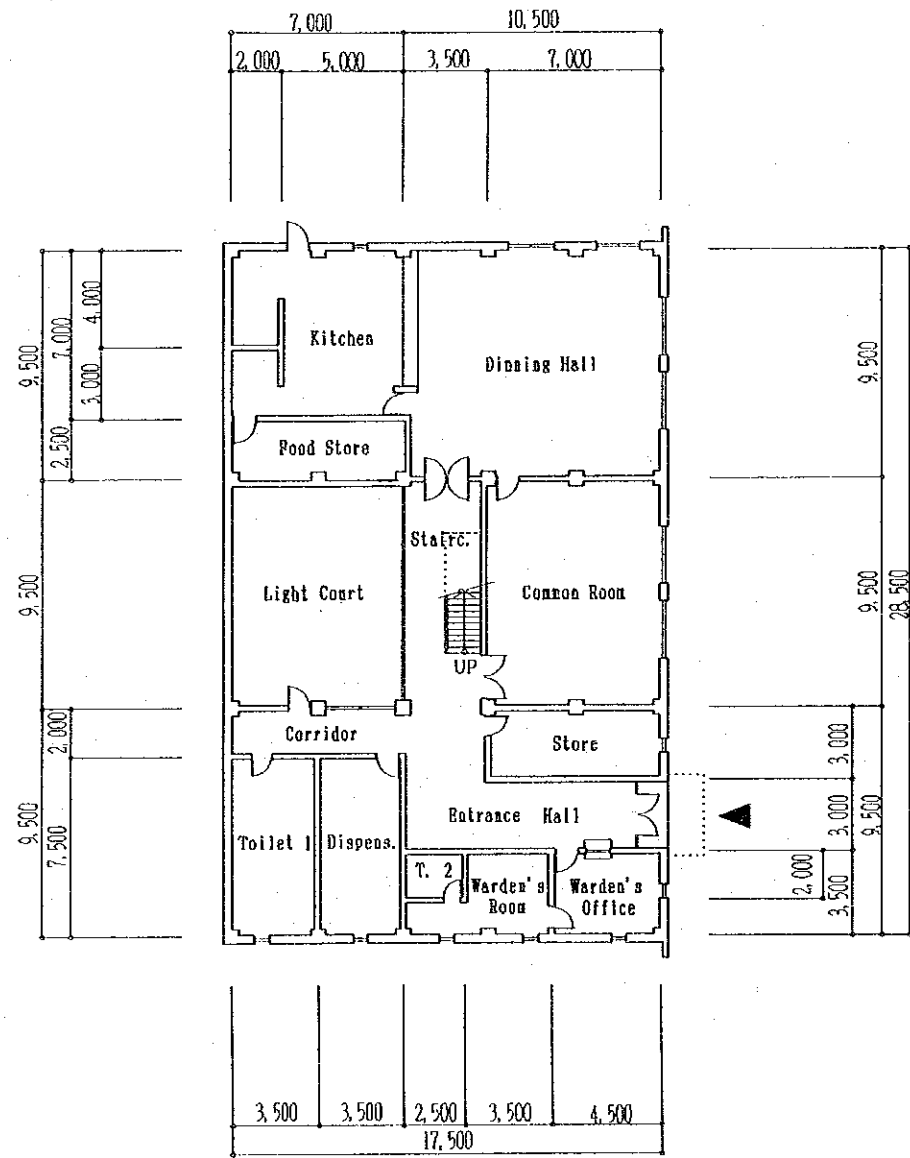 7,000 10,500
2,000 5,000 3,500 7,000
9,500 7,000 4,000
3,000
2,500
9,500
2,000
9,500 7,500
Kitchen
Dinning Hall
Food Store
Stairc.
Light Court
Common Room
UP
Corridor
Store
Entrance Hall
Toilet 1
Dispens.
T. 2
Warden's
Room
Warden's
Office
9,500
9,500 28,500
3,000
3,000 9,500
2,000 3,500
3,500 3,500 2,500 3,500 4,500
17,500